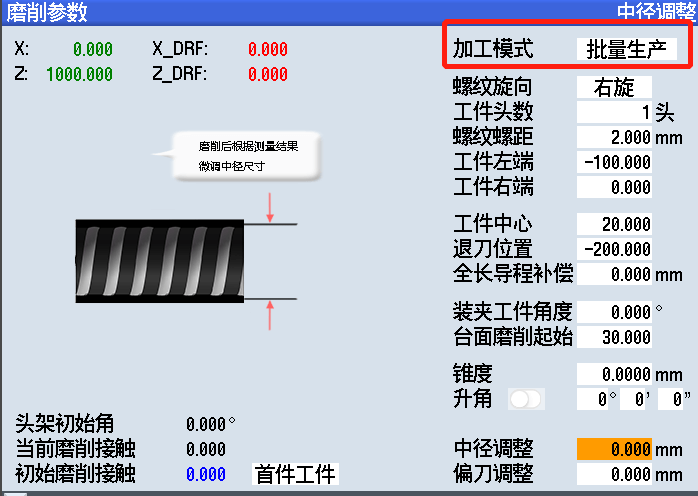 磨削参数 中径调整
X: 0.000 X_DRF: 0.000
Z: 1000.000 Z_DRF: 0.000
加工模式 批量生产
螺纹旋向 右旋
工件头数 1 头
螺纹螺距 2.000 mm
工件左端 -100.000
工件右端 0.000
磨削后根据测量结果
微调中径尺寸
工件中心 20.000
退刀位置 -200.000
全长导程补偿 0.000 mm
装夹工件角度 0.000 °
台面磨削起始 30.000
锥度 0.0000 mm
升角 0° 0' 0"
头架初始角 0.000°
当前磨削接触 0.000
初始磨削接触 0.000 首件工件
中径调整 0.000 mm
偏刀调整 0.000 mm